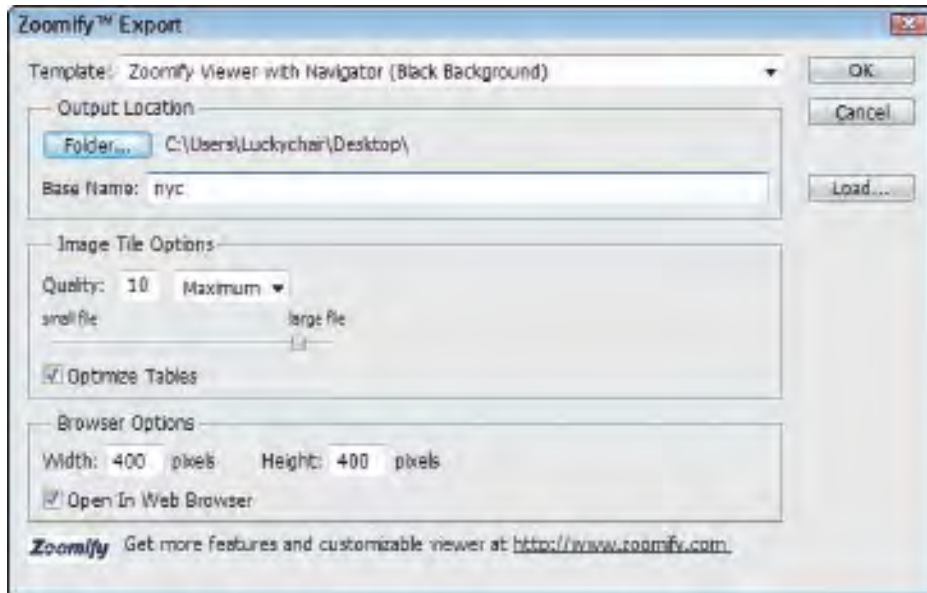 Zoomify™ Export
Template: Zoomify Viewer with Navigator (Black Background)
OK
Output Location
Cancel
Folder... C:\Users\Luckychair\Desktop\
Base Name: nyc
Load...
Image Tile Options
Quality: 10 Maximum
small file large file
Optimize Tables
Browser Options
Width: 400 pixels Height: 400 pixels
Open In Web Browser
Zoomify Get more features and customizable viewer at http://www.zoomify.com